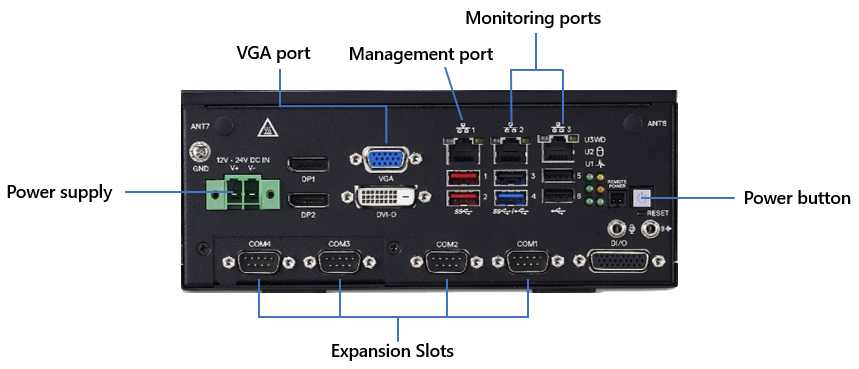 Monitoring ports
VGA port
Management port
ANT7
1
2
3
ANT8
U3WD
U2
U1
GND
12V - 24V DC IN
V+ V-
DP1
VGA
1
3
5
REMOTE
POWER
Power supply
Power button
DP2
DVI-D
2
4
6
SS
SS
RESET
DI/O
COM4
COM3
COM2
COM1
Expansion Slots